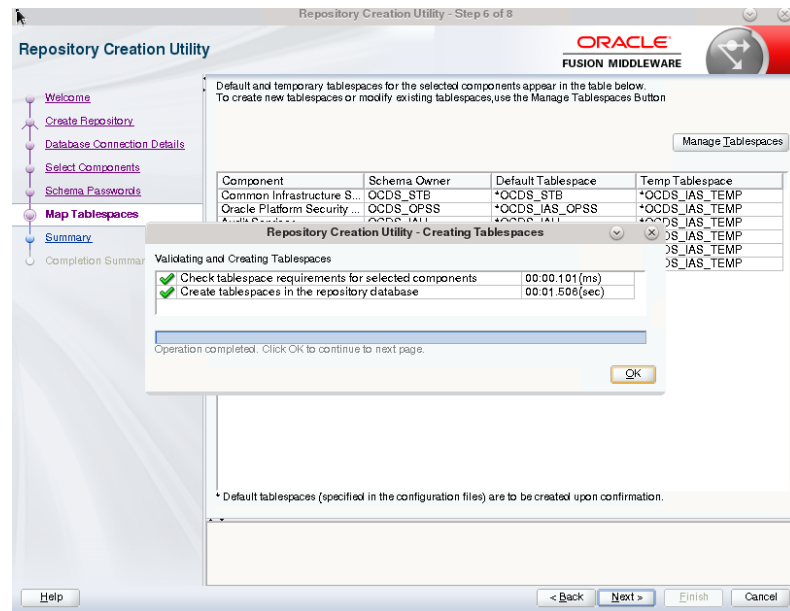 Repository Creation Utility - Step 6 of 8
Repository Creation Utility
ORACLE
FUSION MIDDLEWARE
Welcome
Create Repository
Database Connection Details
Select Components
Schema Passwords
Map Tablespaces
Summary
Completion Summar
Default and temporary tablespaces for the selected components appear in the table below.
To create new tablespaces or modify existing tablespaces,use the Manage Tablespaces Button
Manage Tablespaces
Component Schema Owner Default Tablespace Temp Tablespace
Common Infrastructure S... OCDS_STB *OCDS_STB *OCDS_IAS_TEMP
Oracle Platform Security ... OCDS_OPSS *OCDS_IAS_OPSS *OCDS_IAS_TEMP
*OCDS_IAS_TEMP
DS_IAS_TEMP
DS_IAS_TEMP
DS_IAS_TEMP
Repository Creation Utility - Creating Tablespaces
Validating and Creating Tablespaces
Check tablespace requirements for selected components 00:00.101(ms)
Create tablespaces in the repository database 00:01.506(sec)
Operation completed. Click OK to continue to next page.
OK
* Default tablespaces (specified in the configuration files) are to be created upon confirmation.
Help
< Back
Next >
Finish
Cancel